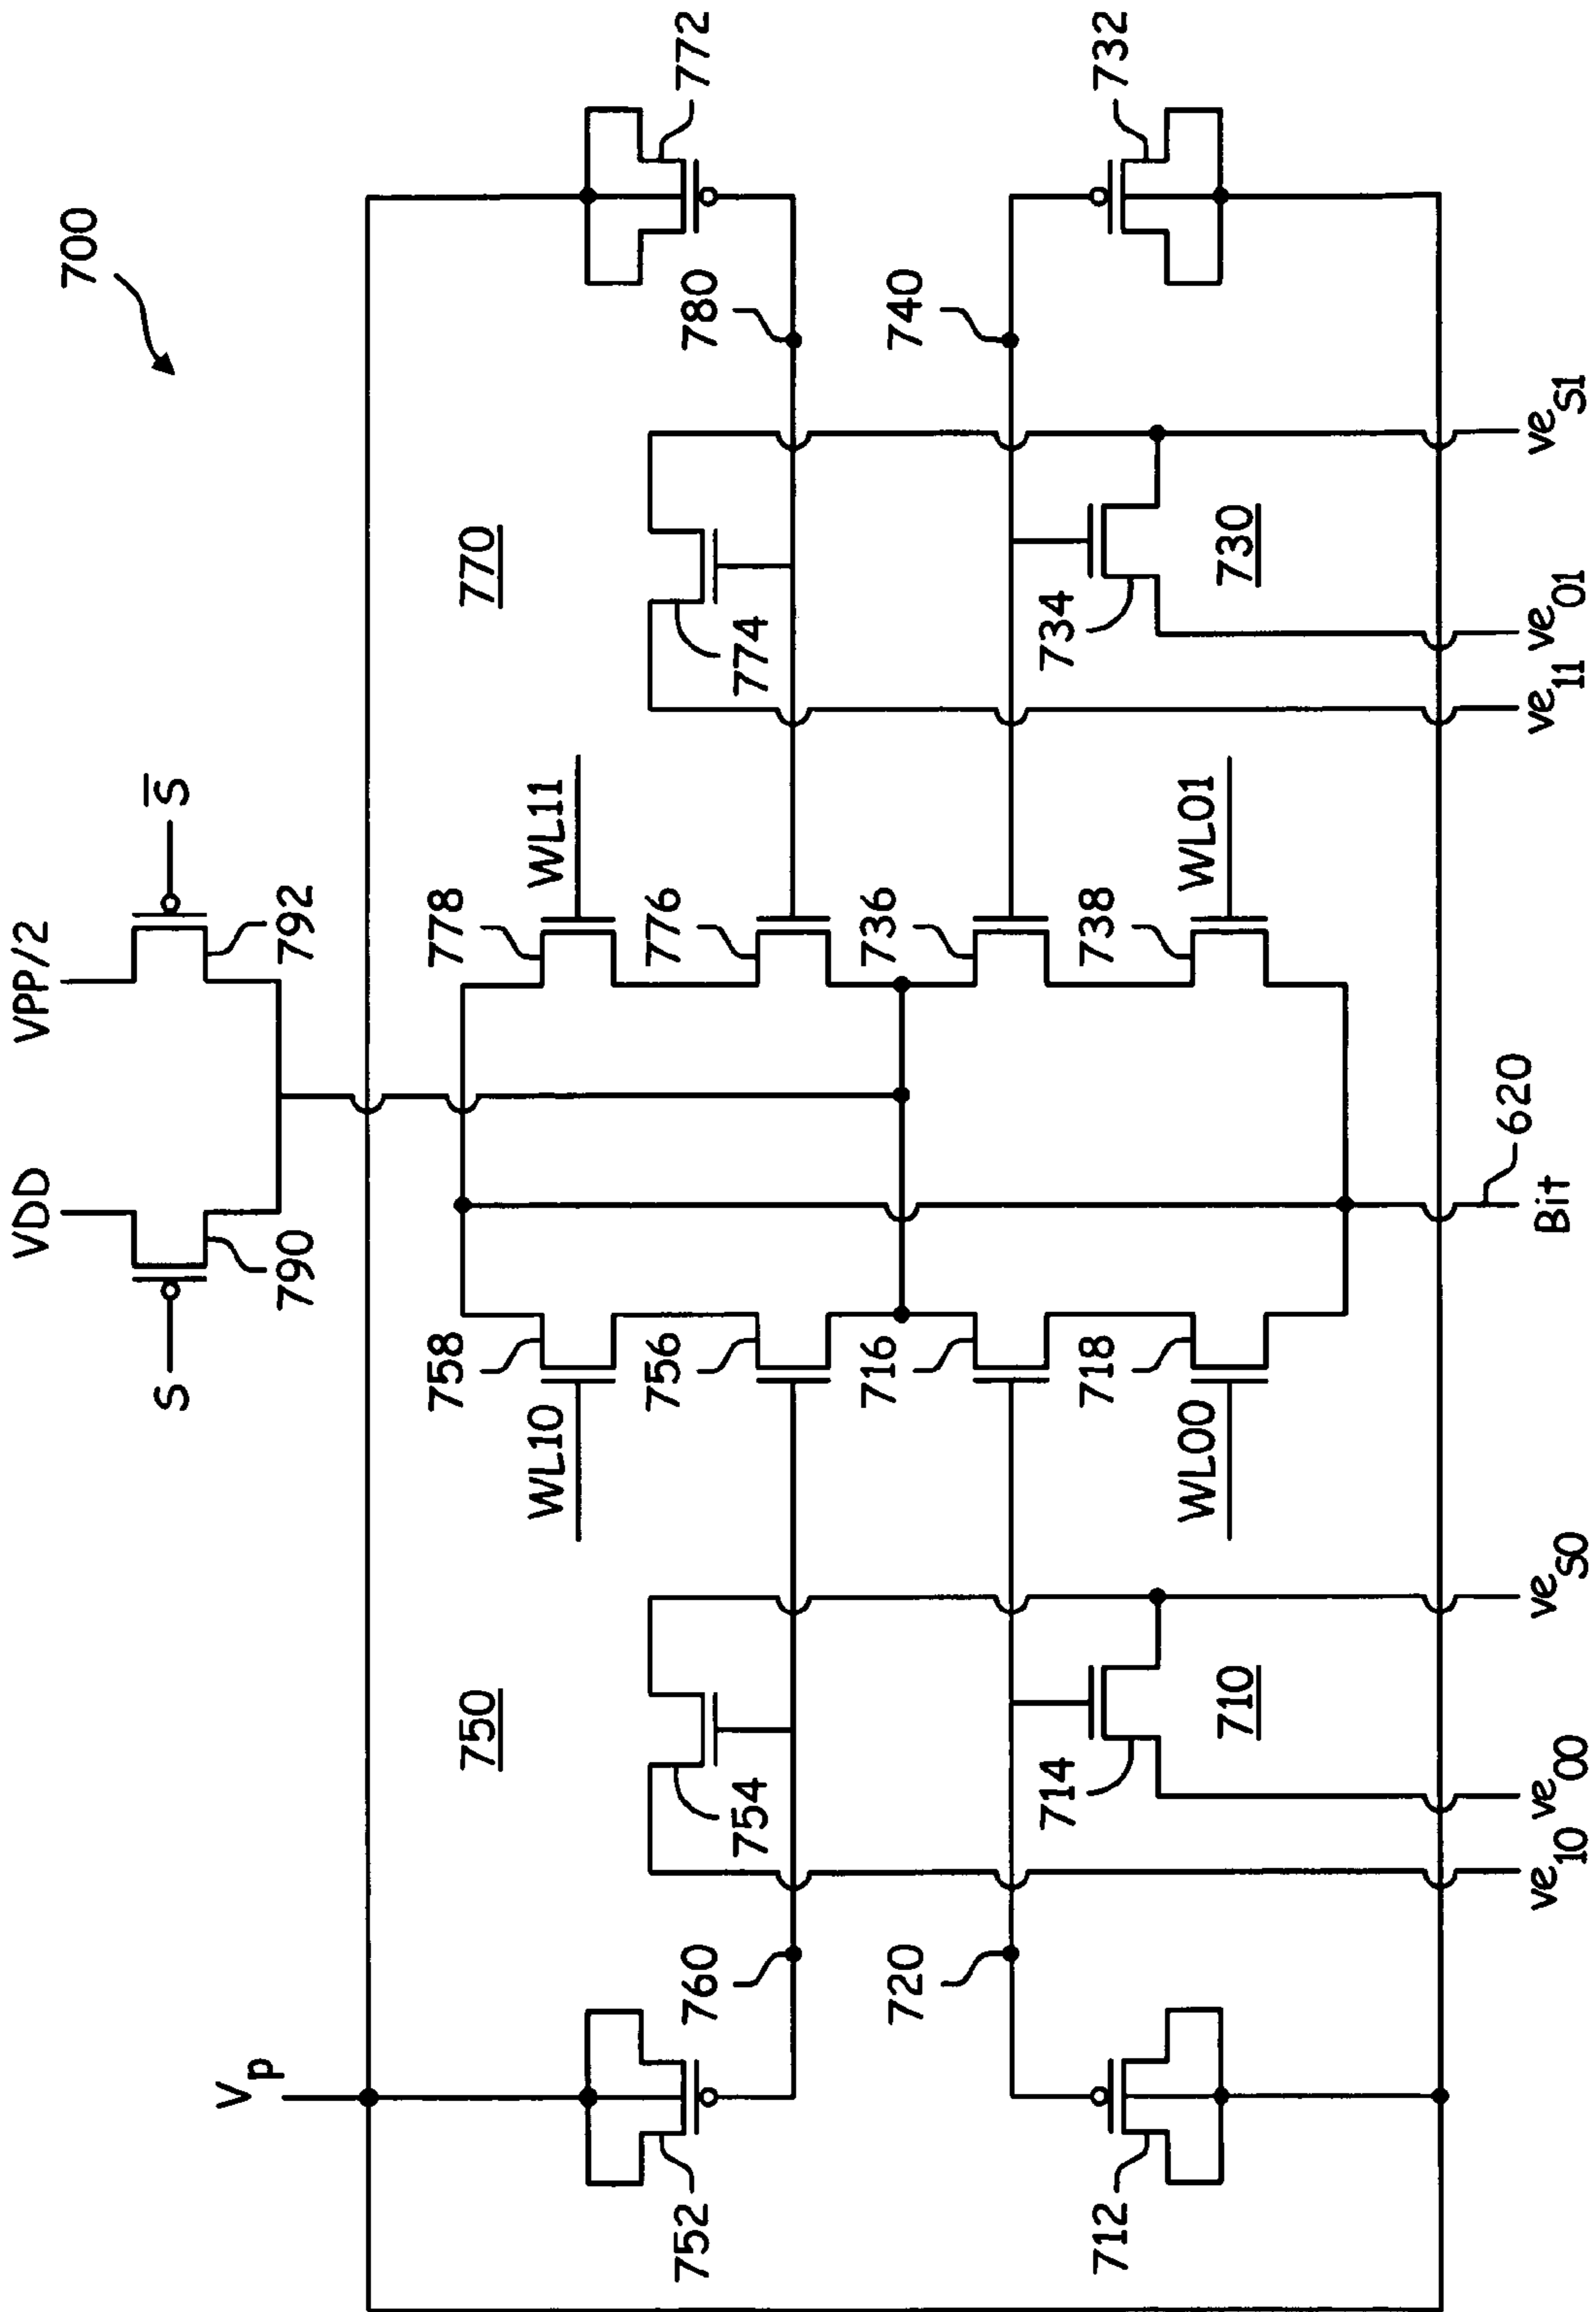 VDD
VPP/2
700
S
S̅
Vp
790
792
758
778
750
770
WL10
WL11
756
776
752
760
780
772
754
774
716
736
720
740
714
734
718
738
712
732
WL00
WL01
710
730
620
ve10
ve00
veS0
Bit
ve11
ve01
veS1